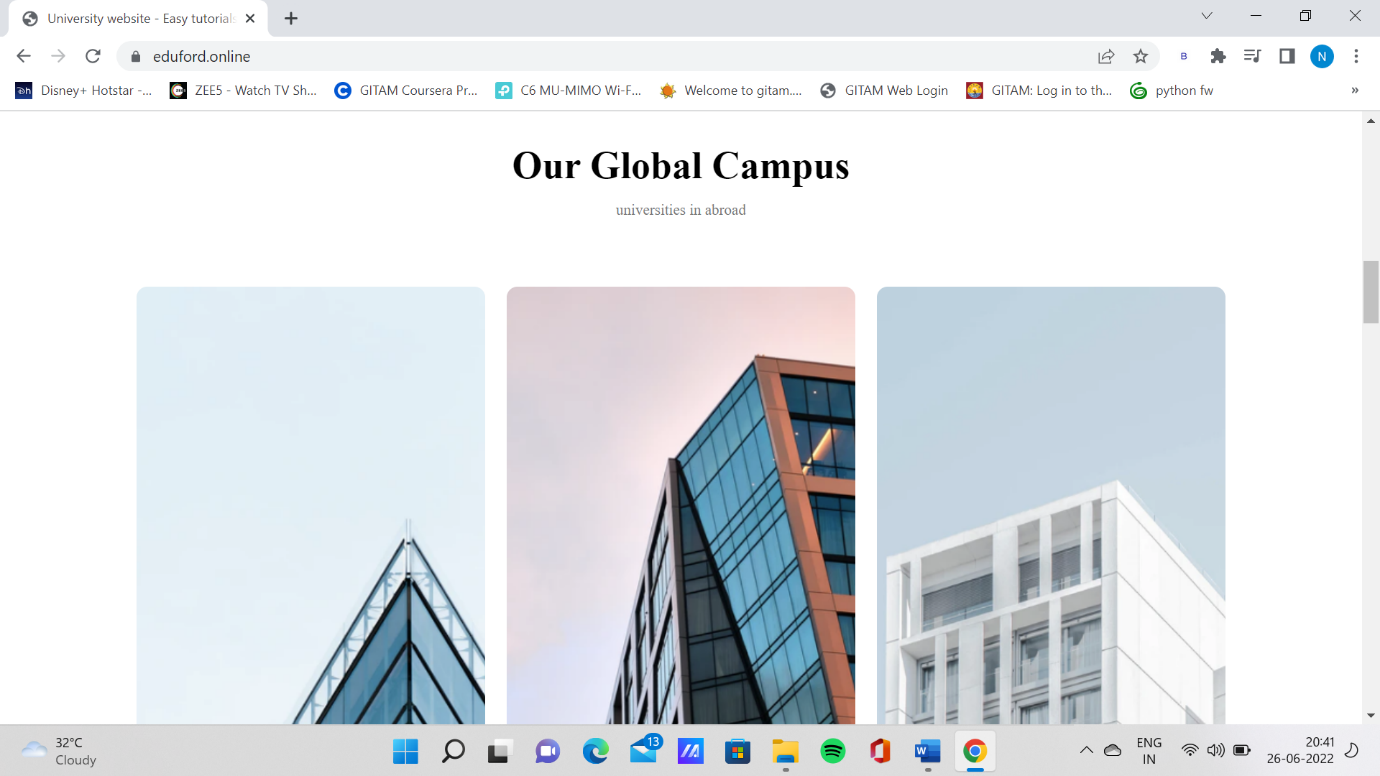 University website - Easy tutorials
eduford.online
B
N
Disney+ Hotstar -...
ZEE5 - Watch TV Sh...
GITAM Coursera Pr...
C6 MU-MIMO Wi-F...
Welcome to gitam....
GITAM Web Login
GITAM: Log in to th...
python fw
»
Our Global Campus
universities in abroad
32°C
Cloudy
13
ENG
IN
20:41
26-06-2022